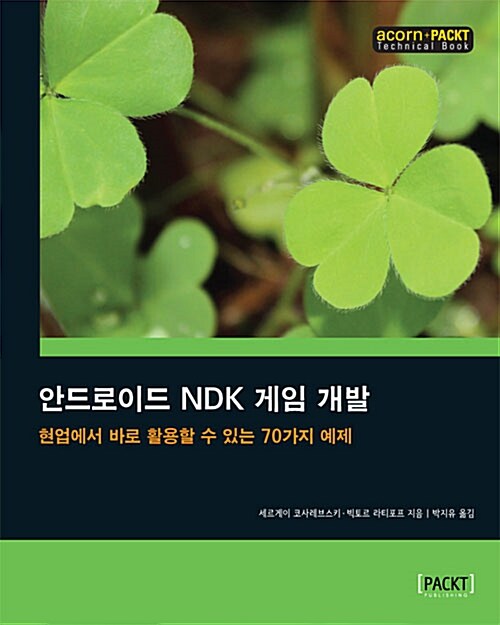 acorn+PACKT
Technical Book
안드로이드 NDK 게임 개발
현업에서 바로 활용할 수 있는 70가지 예제
세르게이 코사레브스키·빅토르 라티포프 지음 | 박지유 옮김
[PACKT]
PUBLISHING